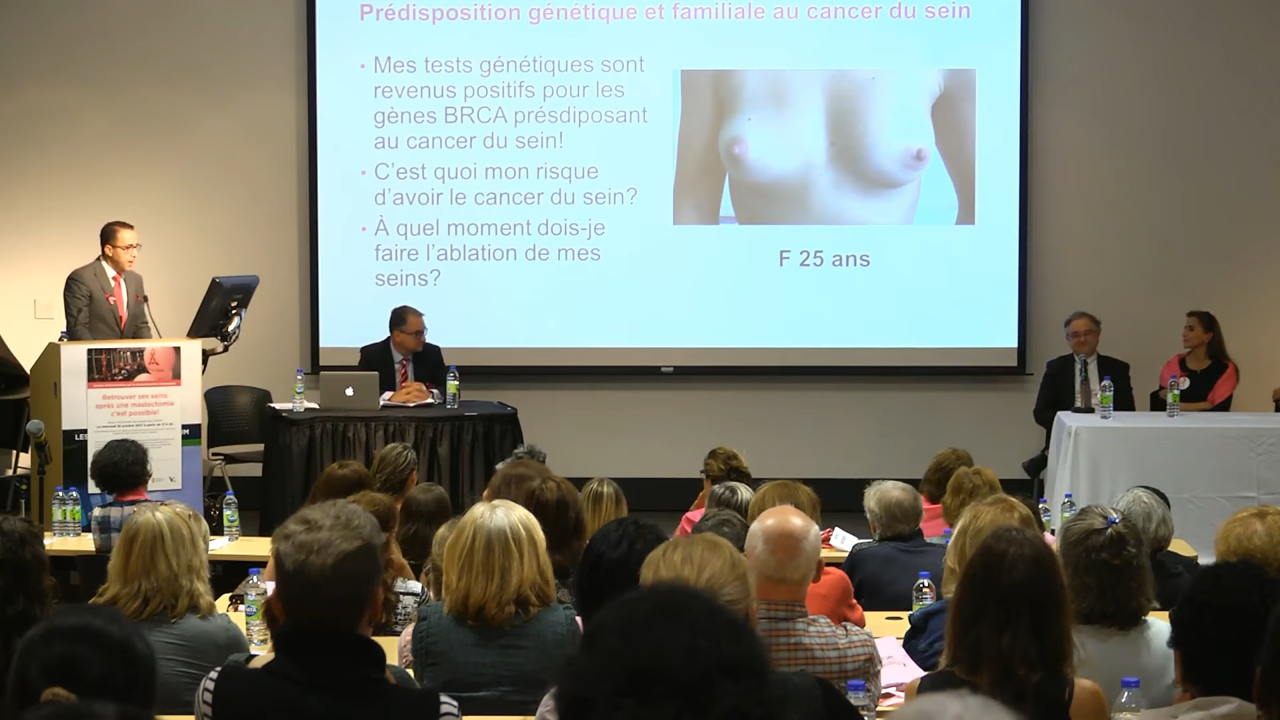 Prédisposition génétique et familiale au cancer du sein
• Mes tests génétiques sont
revenus positifs pour les
gènes BRCA présdiposant
au cancer du sein!
• C'est quoi mon risque
d'avoir le cancer du sein?
• À quel moment dois-je
faire l'ablation de mes
seins?
F 25 ans
Retrouver ses seins
après une mastectomie
c'est possible!